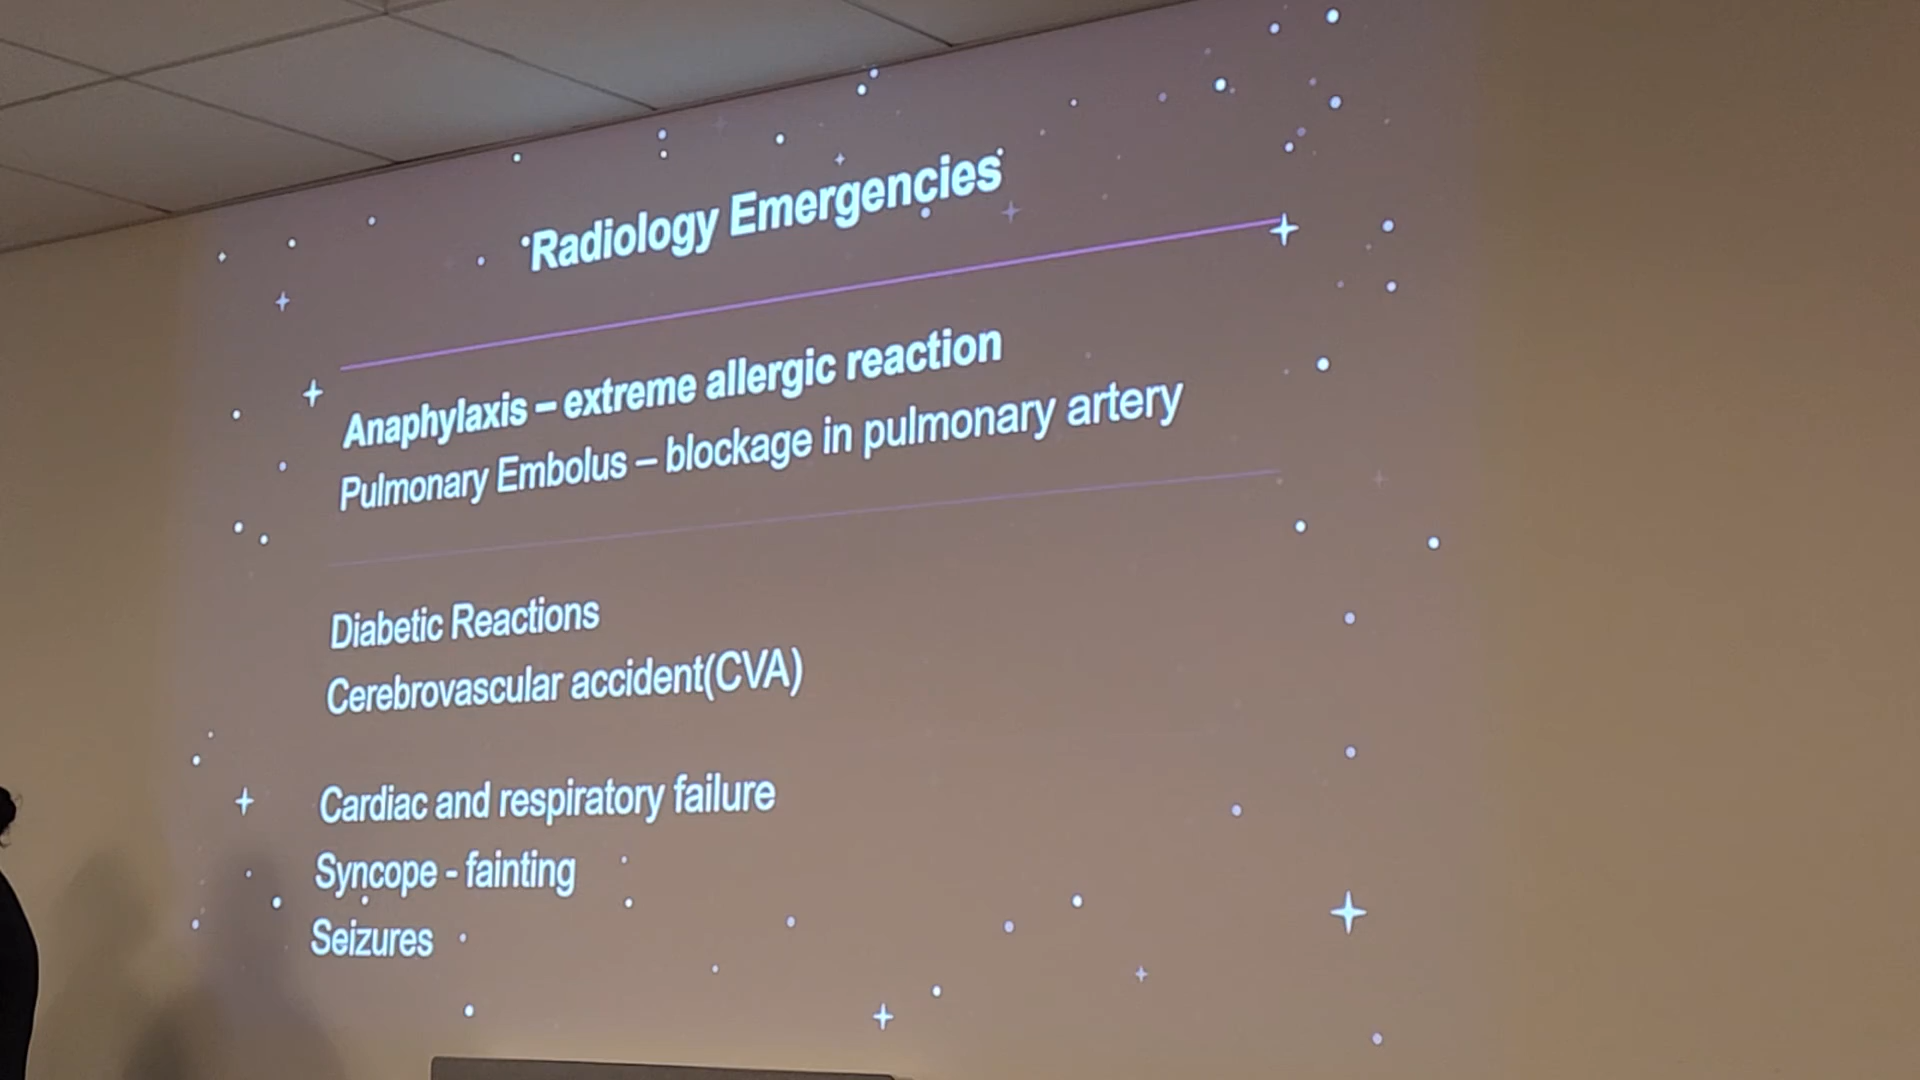 Radiology Emergencies
Anaphylaxis – extreme allergic reaction
Pulmonary Embolus – blockage in pulmonary artery
Diabetic Reactions
Cerebrovascular accident(CVA)
Cardiac and respiratory failure
Syncope - fainting
Seizures